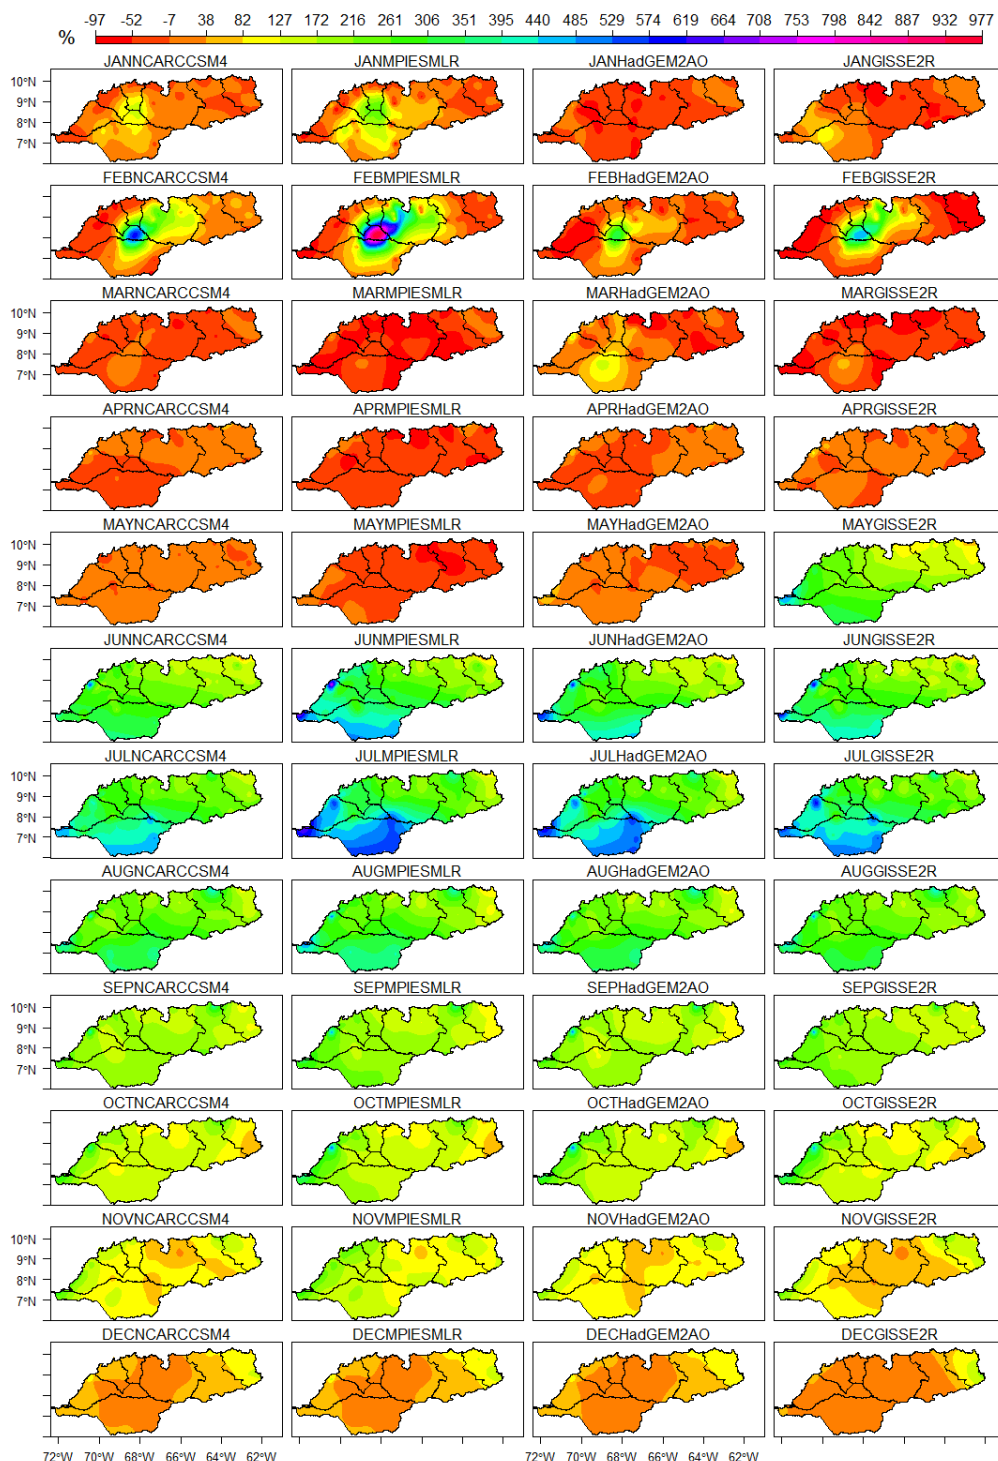 -97 -52 -7 38 82 127 172 216 261 306 351 395 440 485 529 574 619 664 708 753 798 842 887 932 977
%
JANNCARCCSM4 JANMPIESMLR JANHadGEM2AO JANGISSE2R
10°N
9°N
8°N
7°N
FEBNCARCCSM4 FEBMPIESMLR FEBHadGEM2AO FEBGISSE2R
MARNCARCCSM4 MARMPIESMLR MARHadGEM2AO MARGISSE2R
10°N
9°N
8°N
7°N
APRNCARCCSM4 APRMPIESMLR APRHadGEM2AO APRGISSE2R
MAYNCARCCSM4 MAYMPIESMLR MAYHadGEM2AO MAYGISSE2R
10°N
9°N
8°N
7°N
JUNNCARCCSM4 JUNMPIESMLR JUNHadGEM2AO JUNGISSE2R
JULNCARCCSM4 JULMPIESMLR JULHadGEM2AO JULGISSE2R
10°N
9°N
8°N
7°N
AUGNCARCCSM4 AUGMPIESMLR AUGHadGEM2AO AUGGISSE2R
SEPNCARCCSM4 SEPMPIESMLR SEPHadGEM2AO SEPGISSE2R
10°N
9°N
8°N
7°N
OCTNCARCCSM4 OCTMPIESMLR OCTHadGEM2AO OCTGISSE2R
NOVNCARCCSM4 NOVMPIESMLR NOVHadGEM2AO NOVGISSE2R
10°N
9°N
8°N
7°N
DECNCARCCSM4 DECMPIESMLR DECHadGEM2AO DECGISSE2R
72°W 70°W 68°W 66°W 64°W 62°W 72°W 70°W 68°W 66°W 64°W 62°W